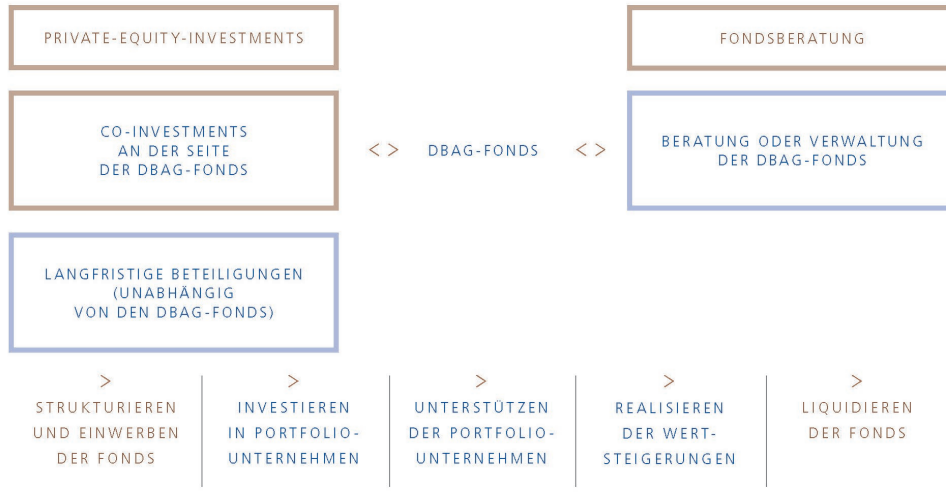 PRIVATE-EQUITY-INVESTMENTS
FONDSBERATUNG
CO-INVESTMENTS
AN DER SEITE
DER DBAG-FONDS
< > DBAG-FONDS < >
BERATUNG ODER VERWALTUNG
DER DBAG-FONDS
LANGFRISTIGE BETEILIGUNGEN
(UNABHÄNGIG
VON DEN DBAG-FONDS)
>
STRUKTURIEREN
UND EINWERBEN
DER FONDS
>
INVESTIEREN
IN PORTFOLIO-
UNTERNEHMEN
>
UNTERSTÜTZEN
DER PORTFOLIO-
UNTERNEHMEN
>
REALISIEREN
DER WERT-
STEIGERUNGEN
>
LIQUIDIEREN
DER FONDS